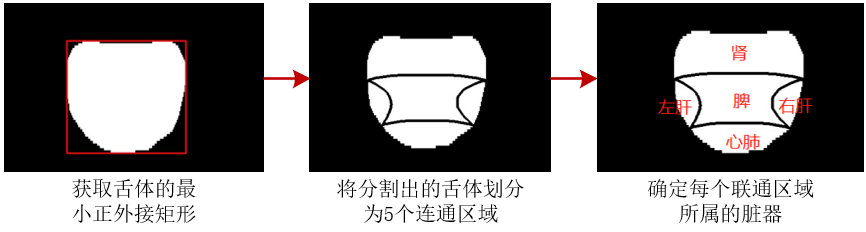 肾
左肝
脾
右肝
心肺
获取舌体的最
小正外接矩形
将分割出的舌体划分
为5个连通区域
确定每个联通区域
所属的脏器